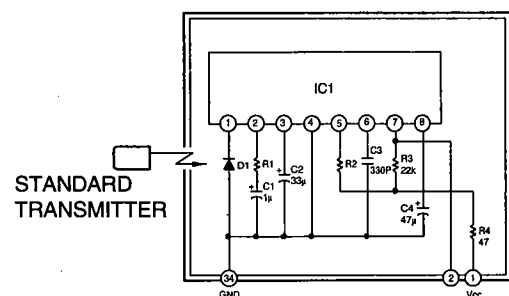 IC1
1 2 3 4 5 6 7 8
D1
R1
C1
1μ
C2
33μ
R2
C3
330P
R3
22k
C4
47μ
R4
47
STANDARD
TRANSMITTER
34 2 1
GND Vcc